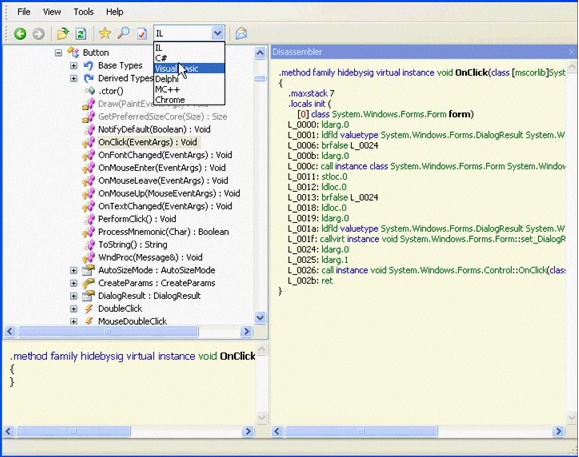 File View Tools Help
IL
IL
C#
Visual Basic
Delphi
MC++
Chrome
Button
Base Types
Derived Types
.ctor()
Draw(PaintEventArgs)
GetPreferredSizeCore(Size) : Size
NotifyDefault(Boolean) : Void
OnClick(EventArgs) : Void
OnFontChanged(EventArgs) : Void
OnMouseEnter(EventArgs) : Void
OnMouseLeave(EventArgs) : Void
OnMouseUp(MouseEventArgs) : Void
OnTextChanged(EventArgs) : Void
PerformClick() : Void
ProcessMnemonic(Char) : Boolean
ToString() : String
WndProc(Message&) : Void
AutoSizeMode : AutoSizeMode
CreateParams : CreateParams
DialogResult : DialogResult
DoubleClick
MouseDoubleClick
.method family hidebysig virtual instance void OnClick
{
}
Disassembler
.method family hidebysig virtual instance void OnClick(class [mscorlib]Sys
{
.maxstack 7
.locals init (
[0] class System.Windows.Forms.Form form)
L_0000: ldarg.0
L_0001: ldfld valuetype System.Windows.Forms.DialogResult System.W
L_0006: brfalse L_0024
L_000b: ldarg.0
L_000c: call instance class System.Windows.Forms.Form System.Window
L_0011: stloc.0
L_0012: ldloc.0
L_0013: brfalse L_0024
L_0018: ldloc.0
L_0019: ldarg.0
L_001a: ldfld valuetype System.Windows.Forms.DialogResult System.W
L_001f: callvirt instance void System.Windows.Forms.Form::set_DialogR
L_0024: ldarg.0
L_0025: ldarg.1
L_0026: call instance void System.Windows.Forms.Control::OnClick(class
L_002b: ret
}